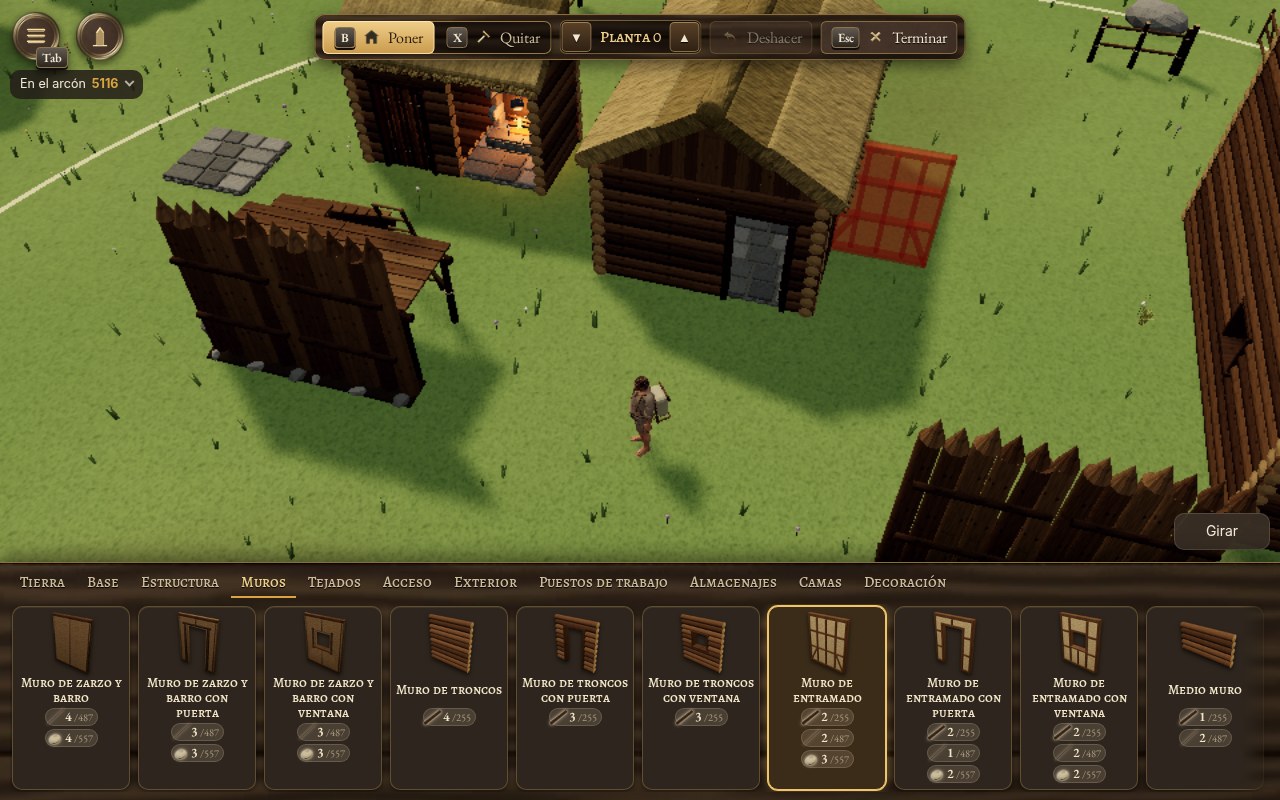 B Poner X Quitar ▼ Planta 0 ▲ Deshacer Esc Terminar
Tab
En el arcón 5116
Girar
Tierra Base Estructura Muros Tejados Acceso Exterior Puestos de trabajo Almacenajes Camas Decoración
Muro de zarzo y barro
4 /487
4 /557
Muro de zarzo y barro con puerta
3 /487
3 /557
Muro de zarzo y barro con ventana
3 /487
3 /557
Muro de troncos
4 /255
Muro de troncos con puerta
3 /255
Muro de troncos con ventana
3 /255
Muro de entramado
2 /255
2 /487
3 /557
Muro de entramado con puerta
2 /255
1 /487
2 /557
Muro de entramado con ventana
2 /255
2 /487
2 /557
Medio muro
1 /255
2 /487